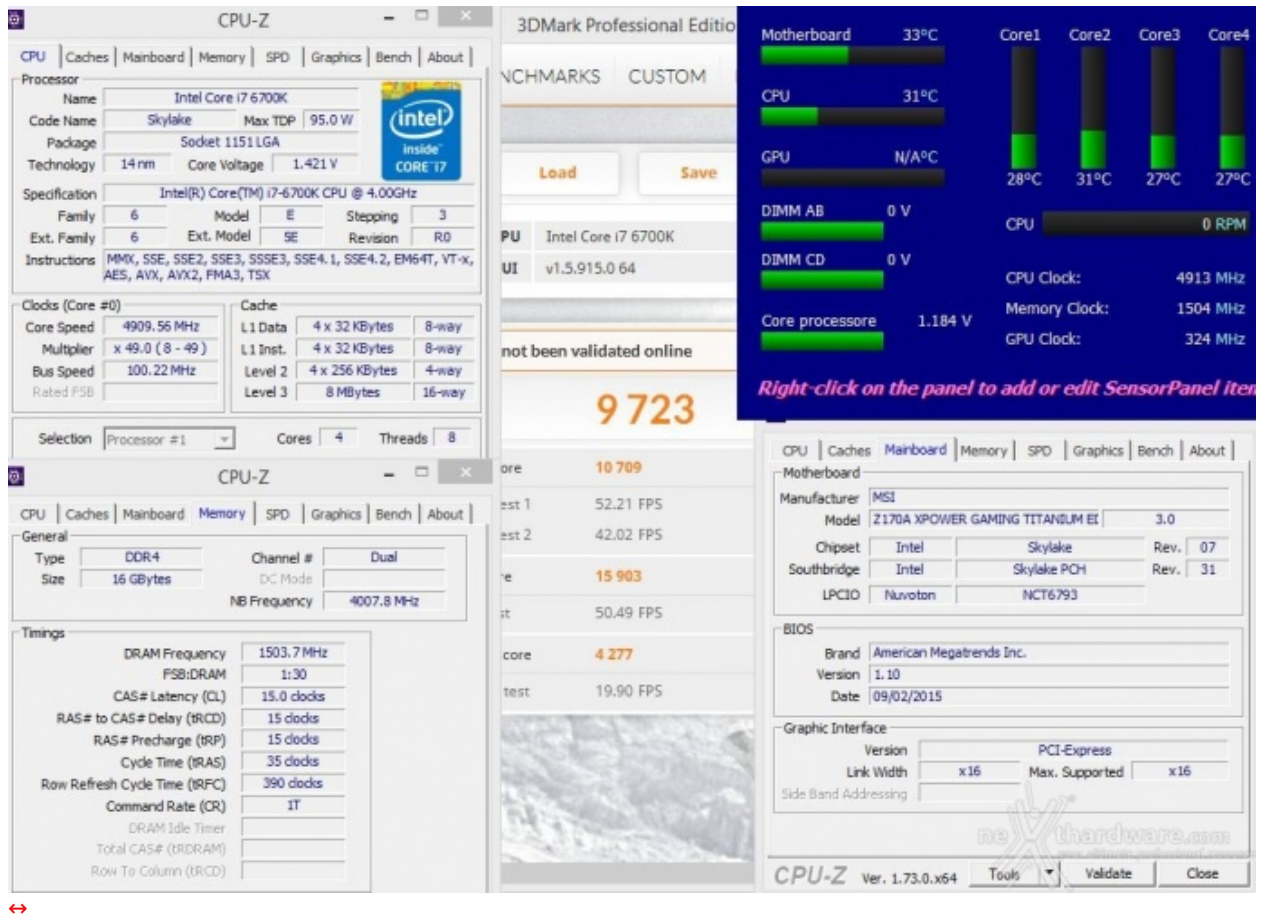 CPU-Z
CPU Caches Mainboard Memory SPD Graphics Bench About
Processor
Name Intel Core i7 6700K
Code Name Skylake Max TDP 95.0 W
Package Socket 1151 LGA
Technology 14 nm Core Voltage 1.421 V
intel
inside™
CORE™ i7
Specification Intel(R) Core(TM) i7-6700K CPU @ 4.00GHz
Family 6 Model E Stepping 3
Ext. Family 6 Ext. Model 5E Revision R0
Instructions MMX, SSE, SSE2, SSE3, SSSE3, SSE4.1, SSE4.2, EM64T, VT-x,
AES, AVX, AVX2, FMA3, TSX
Clocks (Core #0) Cache
Core Speed 4909.56 MHz L1 Data 4 x 32 KBytes 8-way
Multiplier x 49.0 ( 8 - 49 ) L1 Inst. 4 x 32 KBytes 8-way
Bus Speed 100.22 MHz Level 2 4 x 256 KBytes 4-way
Rated FSB Level 3 8 MBytes 16-way
Selection Processor #1 Cores 4 Threads 8
CPU-Z
CPU Caches Mainboard Memory SPD Graphics Bench About
General
Type DDR4 Channel # Dual
Size 16 GBytes DC Mode
NB Frequency 4007.8 MHz
Timings
DRAM Frequency 1503.7 MHz
FSB:DRAM 1:30
CAS# Latency (CL) 15.0 clocks
RAS# to CAS# Delay (tRCD) 15 clocks
RAS# Precharge (tRP) 15 clocks
Cycle Time (tRAS) 35 clocks
Row Refresh Cycle Time (tRFC) 390 clocks
Command Rate (CR) 1T
DRAM Idle Timer
Total CAS# (tRDRAM)
Row To Column (tRCD)
3DMark Professional Editio
NCHMARKS CUSTOM
Load Save
PU Intel Core i7 6700K
UI v1.5.915.0 64
not been validated online
9 723
ore 10 709
est 1 52.21 FPS
est 2 42.02 FPS
e 15 903
st 50.49 FPS
core 4 277
test 19.90 FPS
Motherboard 33°C
CPU 31°C
GPU N/A°C
DIMM AB 0 V
DIMM CD 0 V
Core processore 1.184 V
Core1 Core2 Core3 Core4
28°C 31°C 27°C 27°C
CPU 0 RPM
CPU Clock: 4913 MHz
Memory Clock: 1504 MHz
GPU Clock: 324 MHz
Right-click on the panel to add or edit SensorPanel iten
CPU Caches Mainboard Memory SPD Graphics Bench About
Motherboard
Manufacturer MSI
Model Z170A XPOWER GAMING TITANIUM EI 3.0
Chipset Intel Skylake Rev. 07
Southbridge Intel Skylake PCH Rev. 31
LPCIO Nuvoton NCT6793
BIOS
Brand American Megatrends Inc.
Version 1.10
Date 09/02/2015
Graphic Interface
Version PCI-Express
Link Width x16 Max. Supported x16
Side Band Addressing
nexthardware.com
CPU-Z Ver. 1.73.0.x64 Tools Validate Close